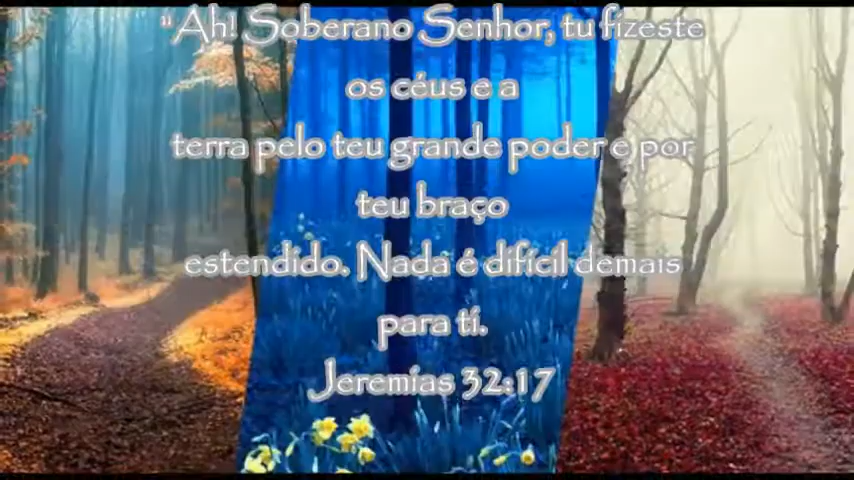 "Ah! Soberano Senhor, tu fizeste
os céus e a
terra pelo teu grande poder e por
teu braço
estendido. Nada é difícil demais
para ti.
Jeremias 32:17